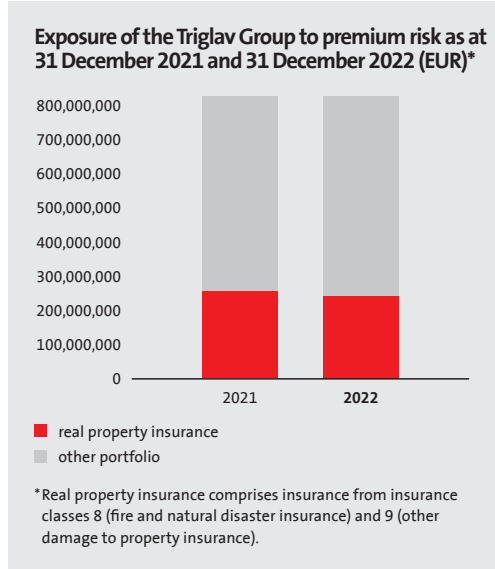 Exposure of the Triglav Group to premium risk as at
31 December 2021 and 31 December 2022 (EUR)*
800,000,000
700,000,000
600,000,000
500,000,000
400,000,000
300,000,000
200,000,000
100,000,000
0
2021 2022
real property insurance
other portfolio
*Real property insurance comprises insurance from insurance
classes 8 (fire and natural disaster insurance) and 9 (other
damage to property insurance).